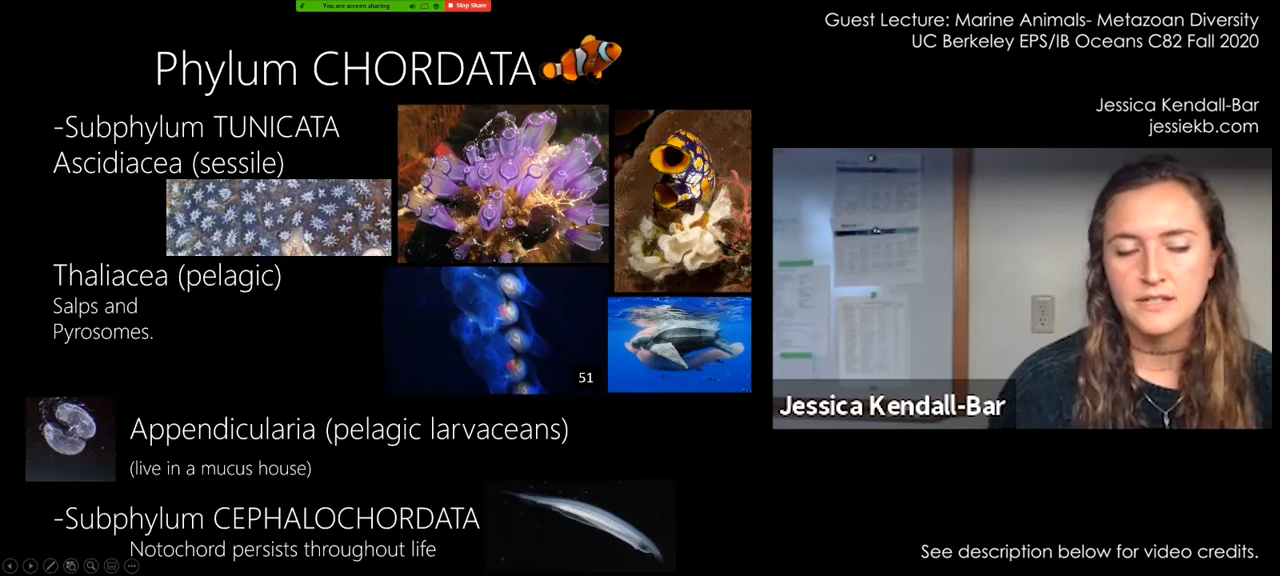 You are screen sharing
Stop Share
Guest Lecture: Marine Animals- Metazoan Diversity
UC Berkeley EPS/IB Oceans C82 Fall 2020
Phylum CHORDATA
Jessica Kendall-Bar
jessiekb.com
-Subphylum TUNICATA
Ascidiacea (sessile)
Thaliacea (pelagic)
Salps and
Pyrosomes.
51
Jessica Kendall-Bar
Appendicularia (pelagic larvaceans)
(live in a mucus house)
-Subphylum CEPHALOCHORDATA
Notochord persists throughout life
See description below for video credits.